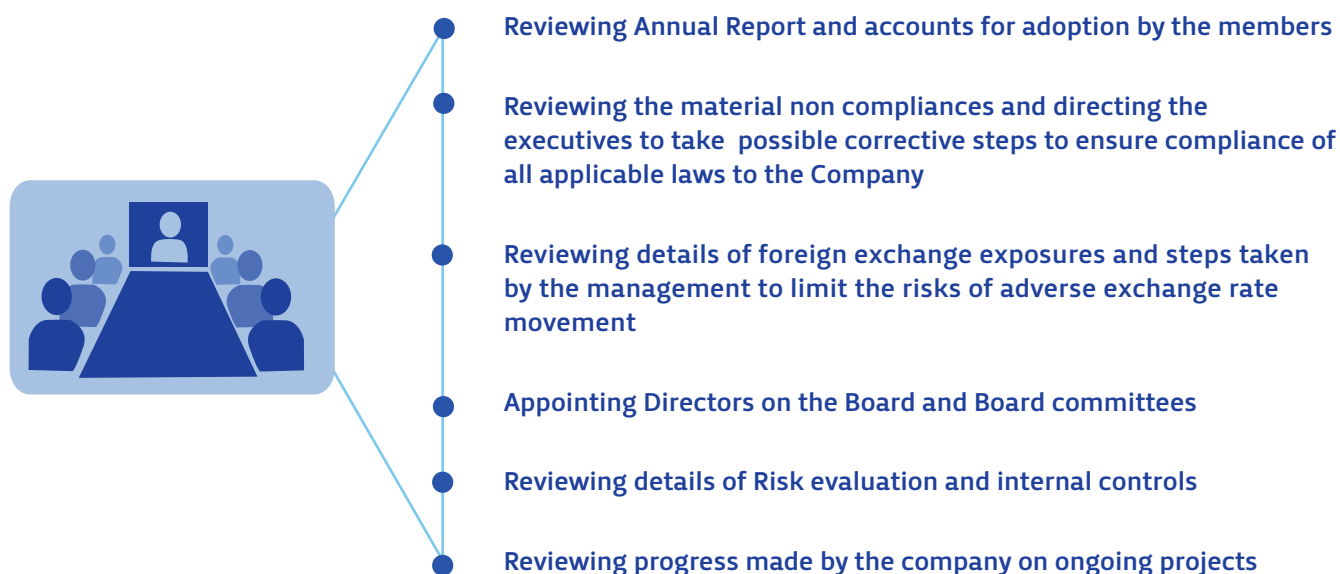 Reviewing Annual Report and accounts for adoption by the members
Reviewing the material non compliances and directing the
executives to take possible corrective steps to ensure compliance of
all applicable laws to the Company
Reviewing details of foreign exchange exposures and steps taken
by the management to limit the risks of adverse exchange rate
movement
Appointing Directors on the Board and Board committees
Reviewing details of Risk evaluation and internal controls
Reviewing progress made by the company on ongoing projects